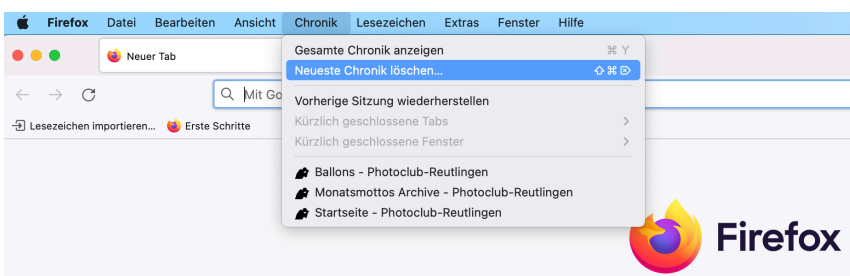 Firefox Datei Bearbeiten Ansicht Chronik Lesezeichen Extras Fenster Hilfe
Gesamte Chronik anzeigen ⌘ Y
Neuer Tab
Neueste Chronik löschen... ⇧ ⌘ ⌦
Mit Go
Vorherige Sitzung wiederherstellen
Kürzlich geschlossene Tabs
Lesezeichen importieren... Erste Schritte
Kürzlich geschlossene Fenster
Ballons - Photoclub-Reutlingen
Monatsmottos Archive - Photoclub-Reutlingen
Startseite - Photoclub-Reutlingen
Firefox